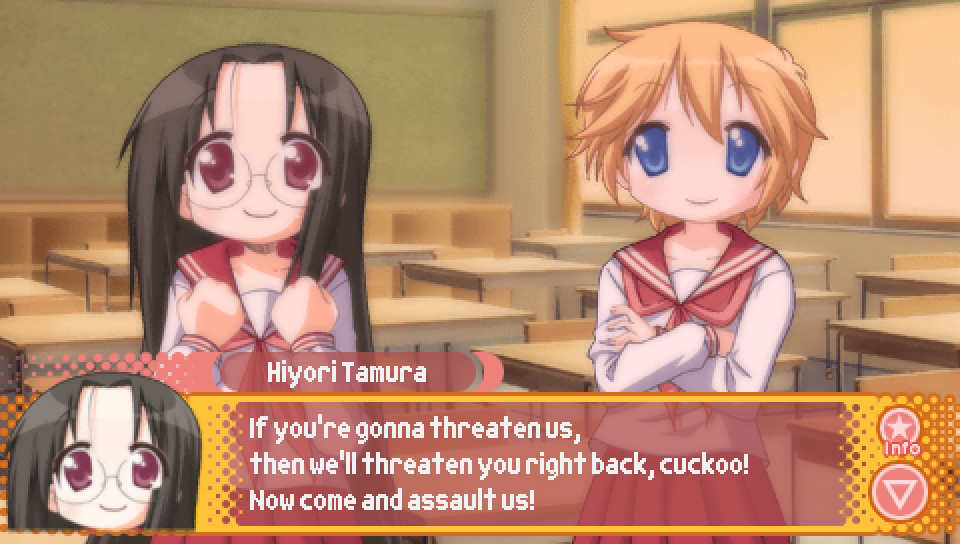 Hiyori Tamura
If you're gonna threaten us,
then we'll threaten you right back, cuckoo!
Now come and assault us!
Info